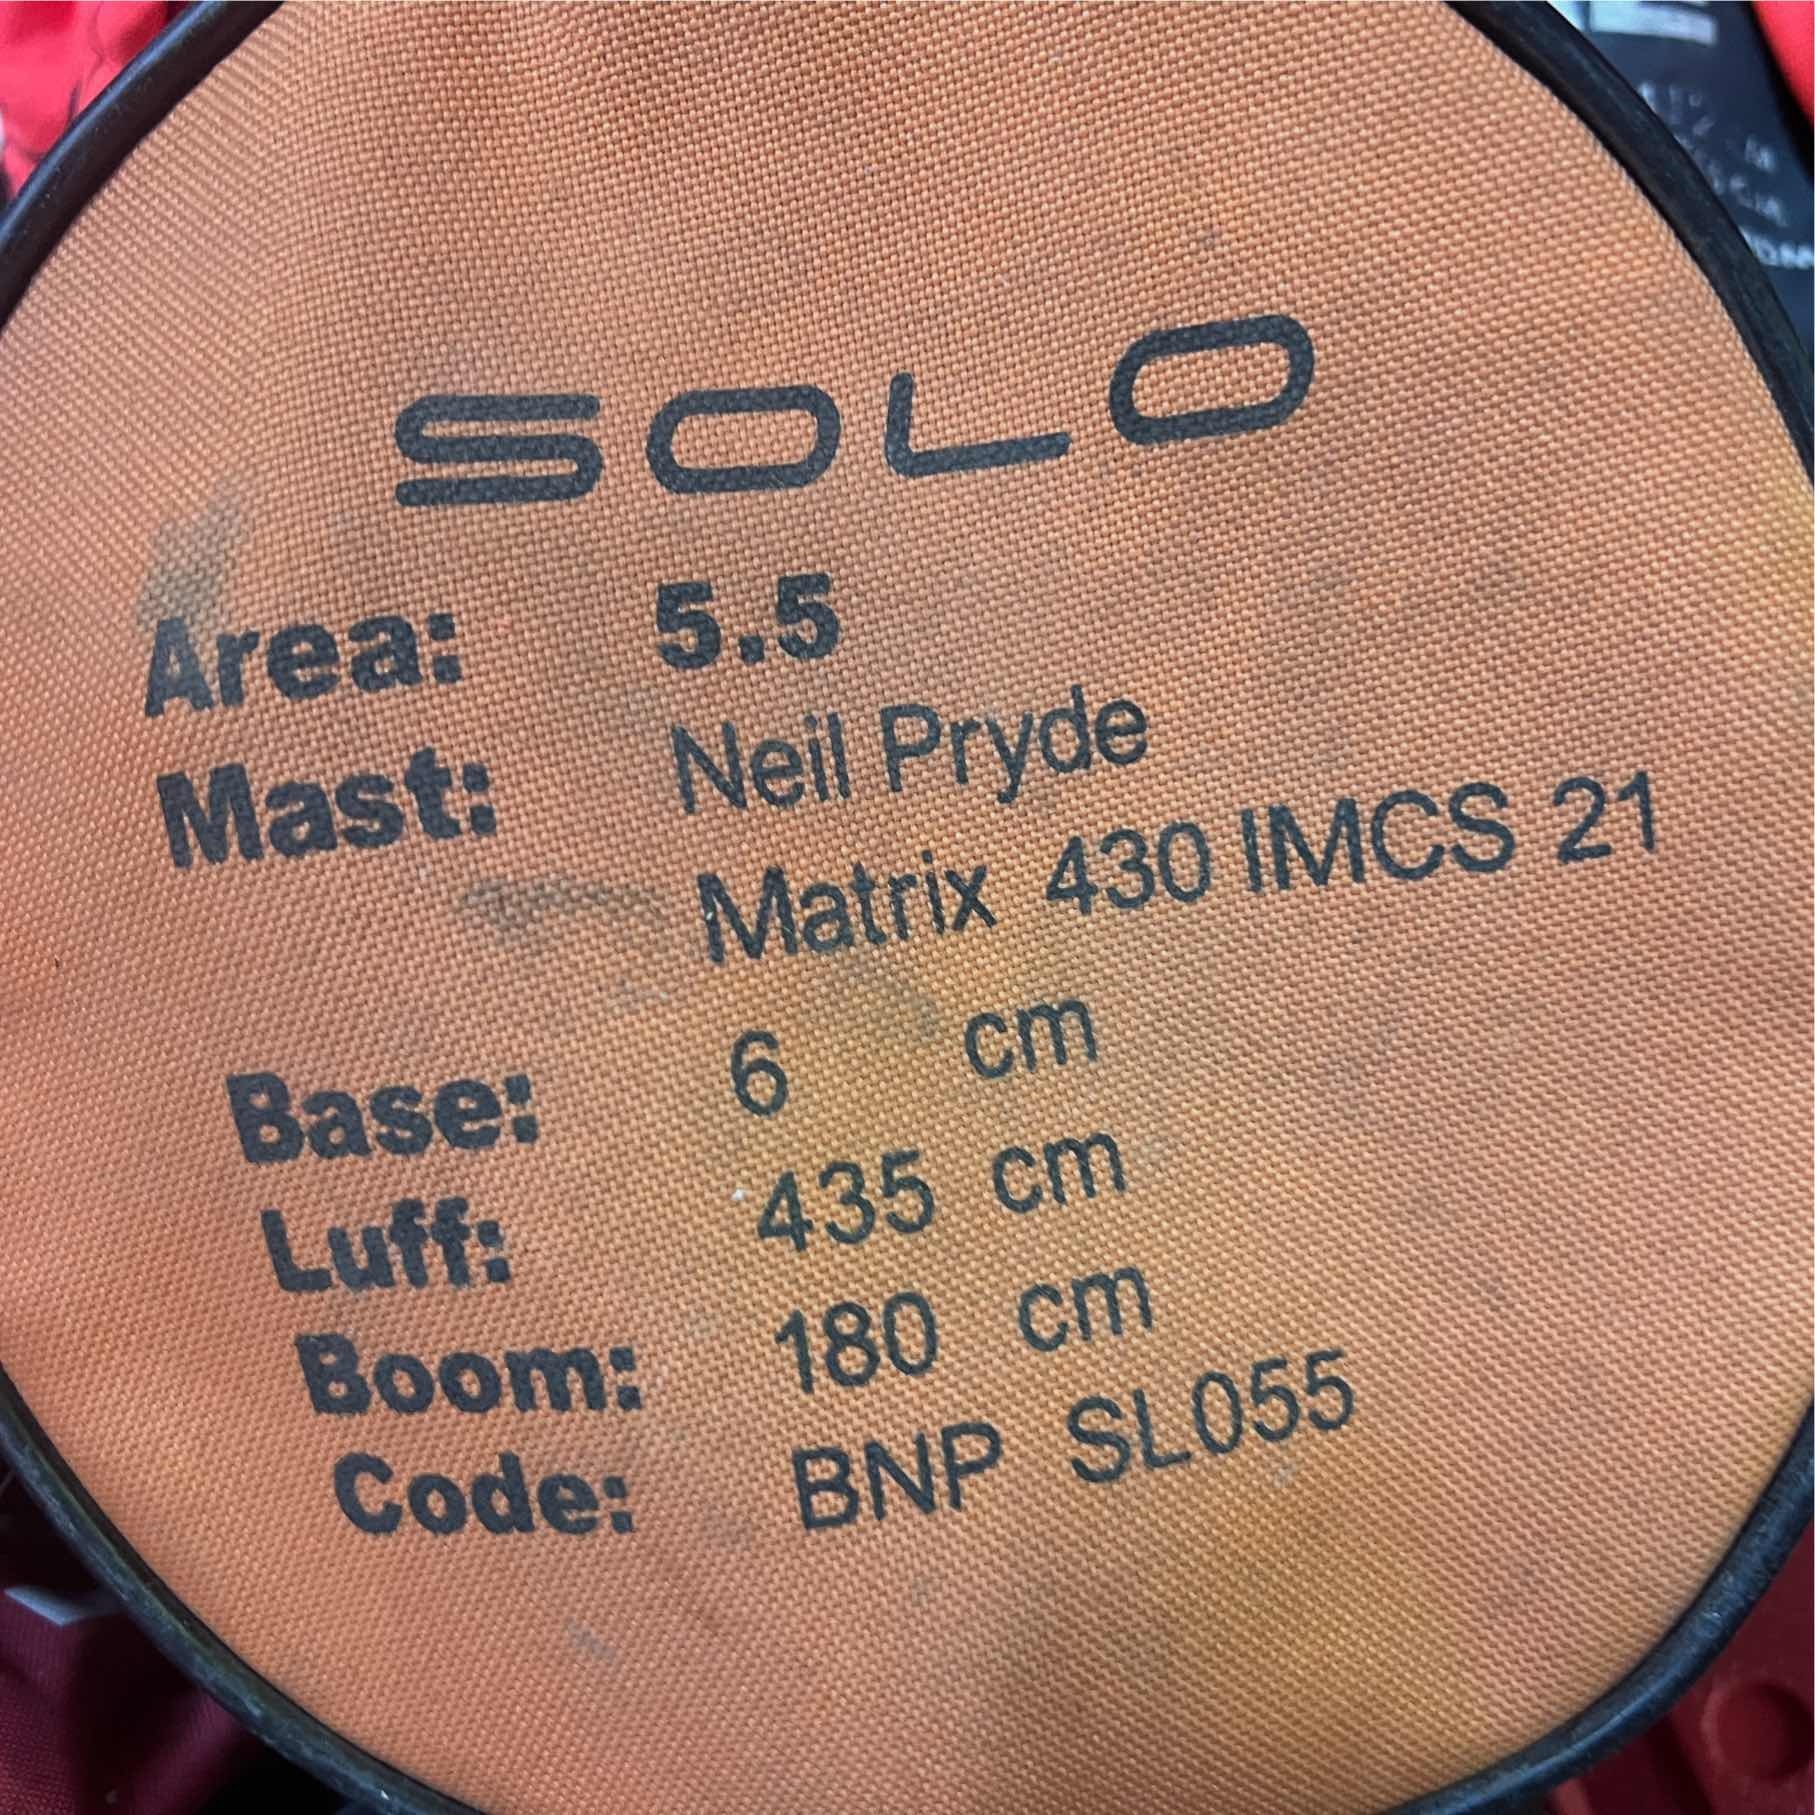 SOLO
Area: 5.5
Mast: Neil Pryde
Matrix 430 IMCS 21
Base: 6 cm
Luff: 435 cm
Boom: 180 cm
Code: BNP SL055